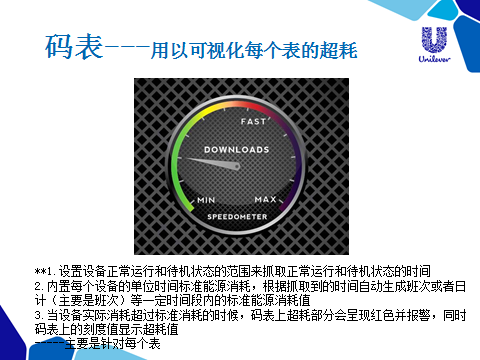 码表---用以可视化每个表的超耗
Unilever
FAST
DOWNLOADS
MIN
MAX
SPEEDOMETER
**1.设置设备正常运行和待机状态的范围来抓取正常运行和待机状态的时间
2.内置每个设备的单位时间标准能源消耗，根据抓取到的时间自动生成班次或者日
计（主要是班次）等一定时间段内的标准能源消耗值
3.当设备实际消耗超过标准消耗的时候，码表上超耗部分会呈现红色并报警，同时
码表上的刻度值显示超耗值
-----主要是针对每个表